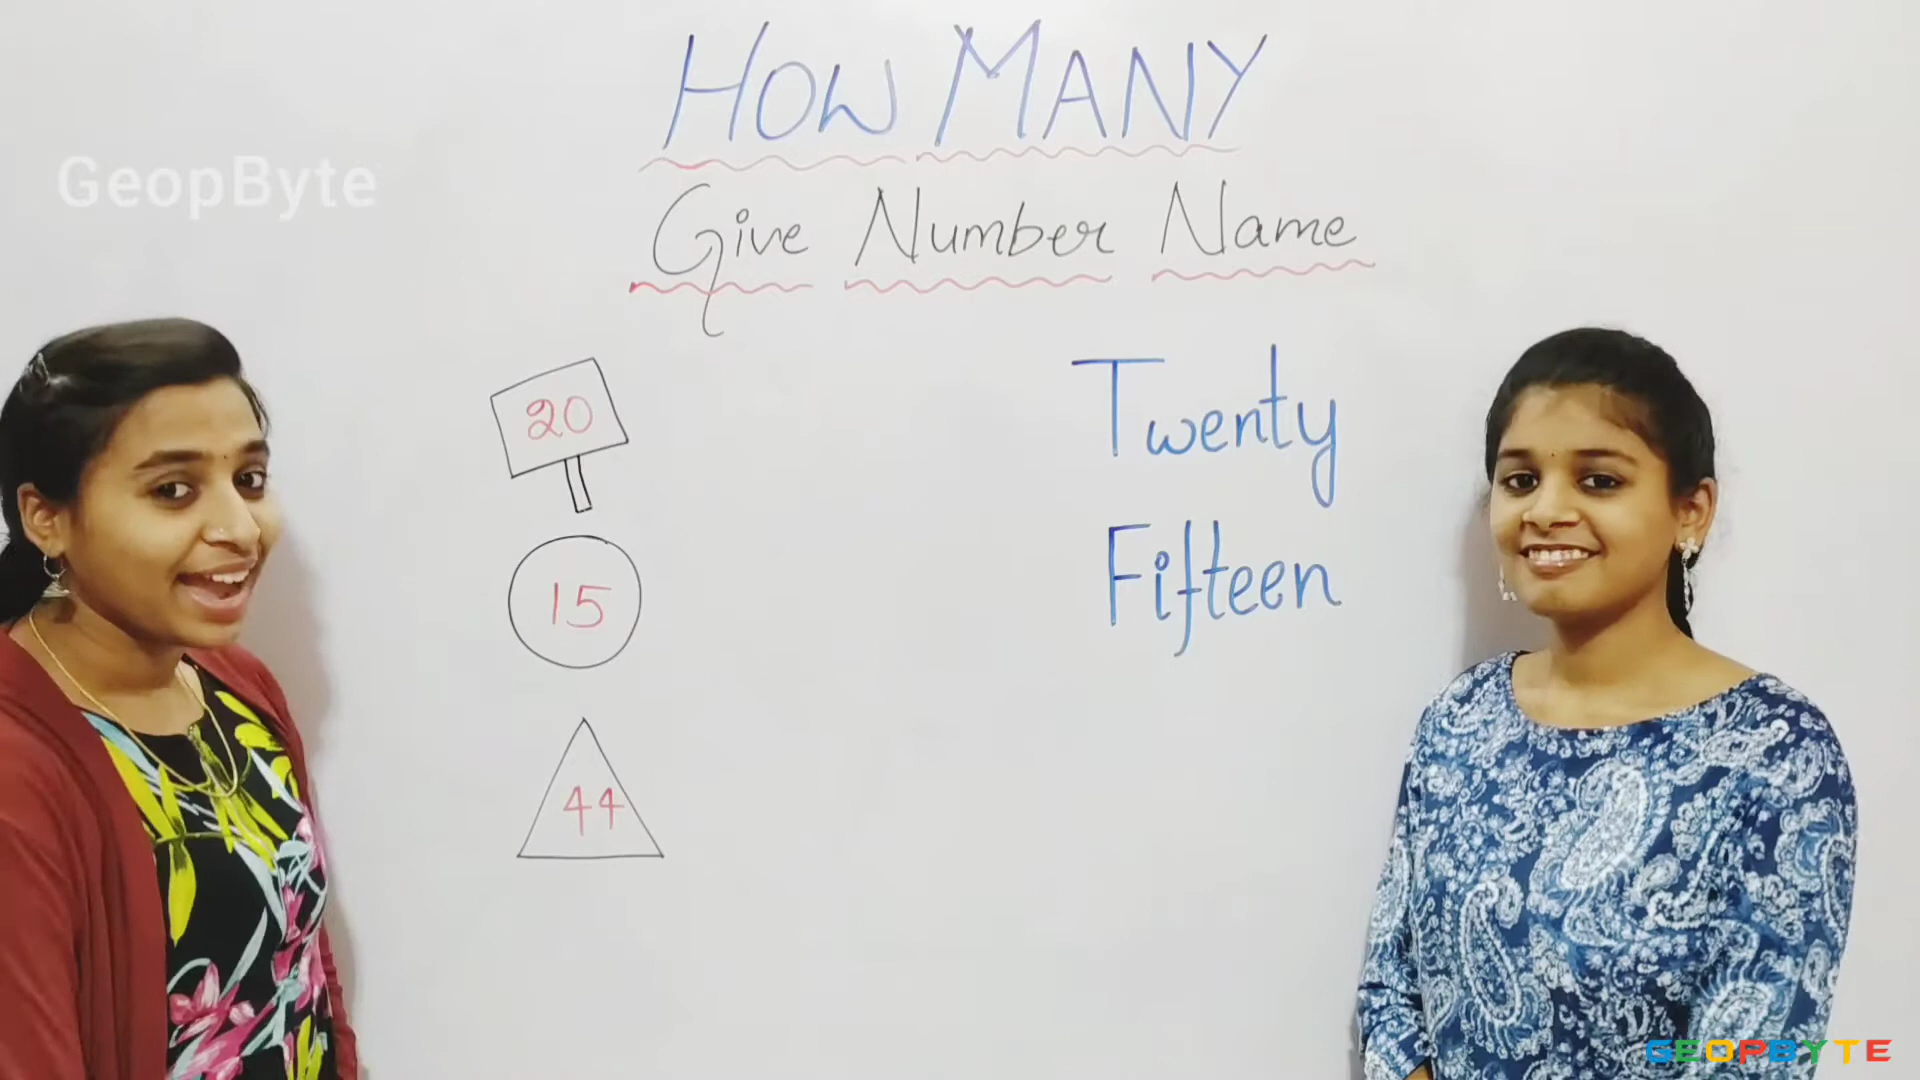 HOW MANY
GeopByte
Give Number Name
20
Twenty
15
Fifteen
44
GEOPBYTE